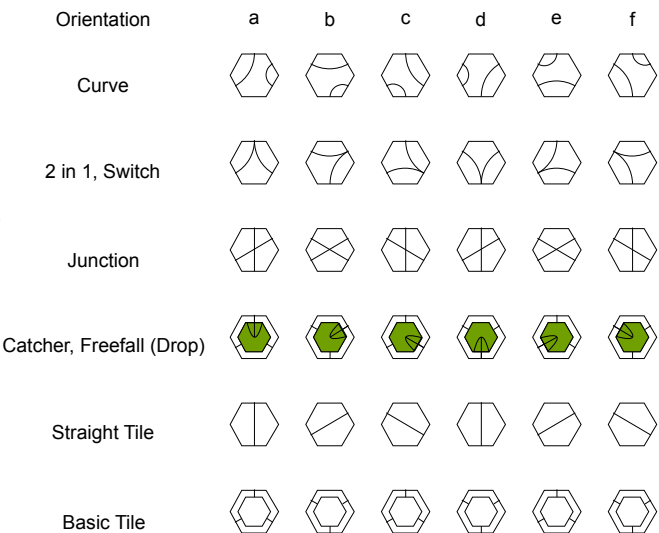 Orientation a b c d e f
Curve
2 in 1, Switch
Junction
Catcher, Freefall (Drop)
Straight Tile
Basic Tile